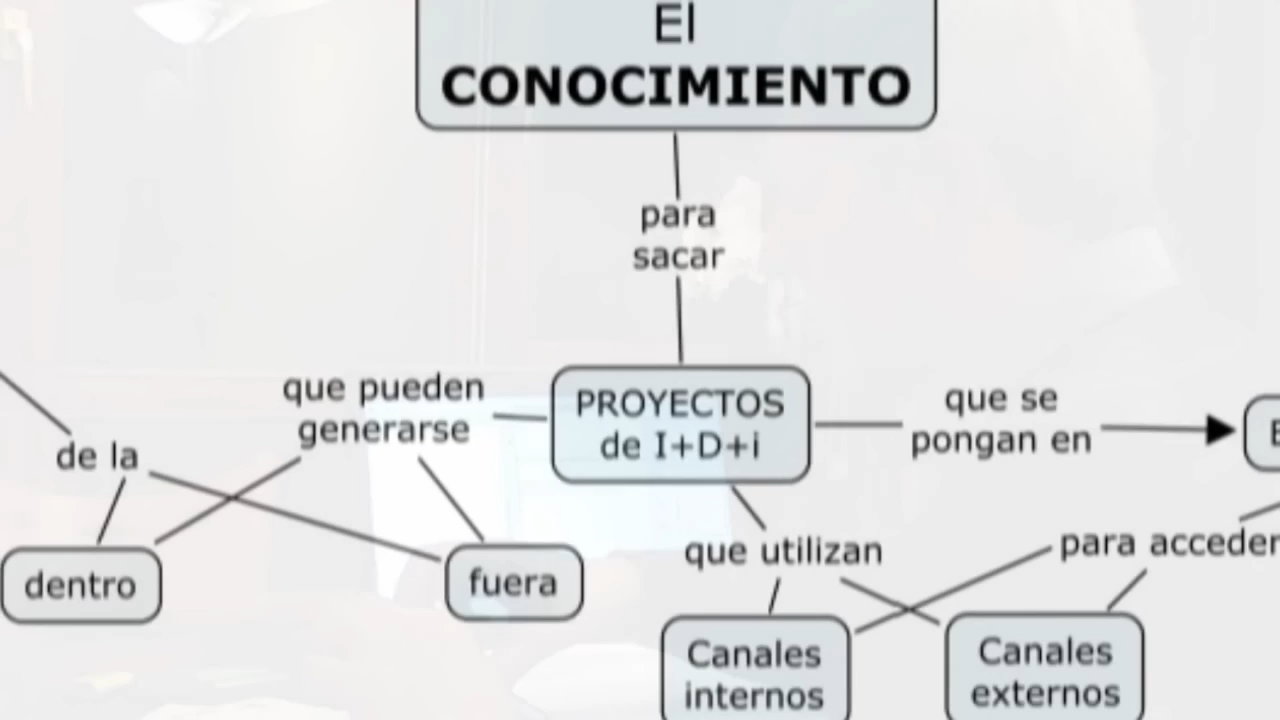 El
CONOCIMIENTO
para
sacar
que pueden
generarse
PROYECTOS
de I+D+i
que se
pongan en
de la
dentro
fuera
que utilizan
para acceder
Canales
internos
Canales
externos